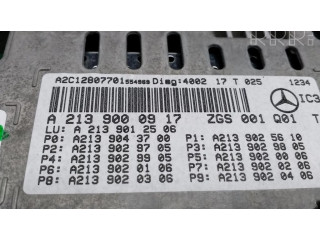 A2C12807701 554669 Diag:4002 17 T 025 1234
A 213 900 09 17 ZGS 001 Q01 T
IC3
LU: A 213 901 25 06
P0: A213 904 37 00 P1: A213 902 56 10
P2: A213 902 97 05 P3: A213 902 98 05
P4: A213 902 99 05 P5: A213 902 00 06
P6: A213 902 01 06 P7: A213 902 02 06
P8: A213 902 03 06 P9: A213 902 04 06